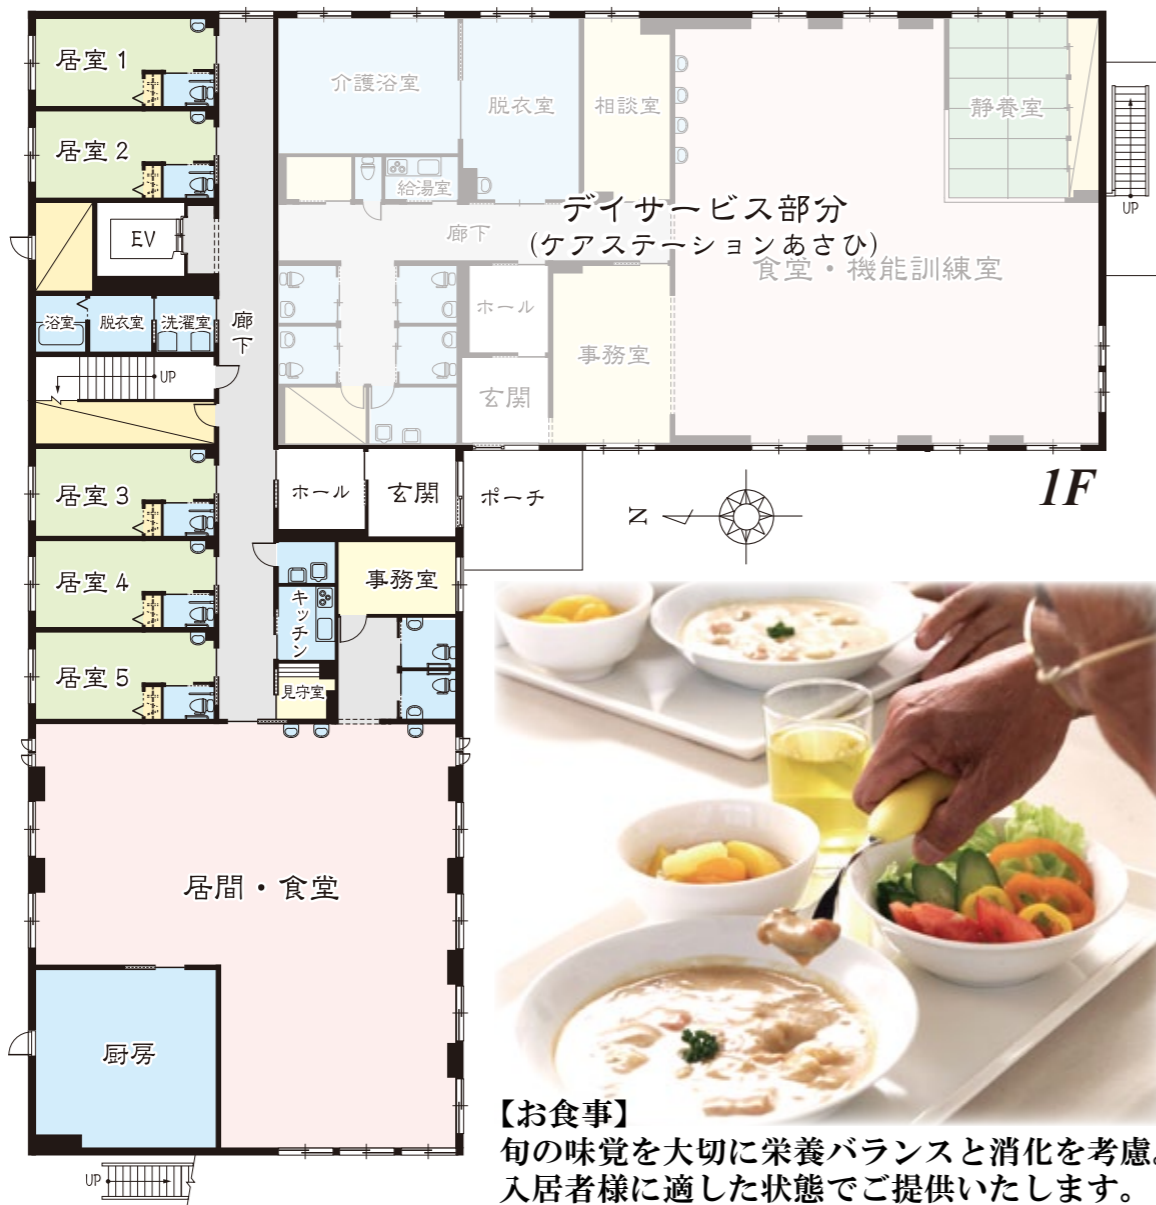 居室1
介護浴室
脱衣室
相談室
静養室
居室2
給湯室
UP
デイサービス部分
(ケアステーションあさひ)
EV
廊下
食堂・機能訓練室
ホール
浴室
脱衣室
洗濯室
廊下
事務室
UP
玄関
居室3
ホール
玄関
ポーチ
1F
N
居室4
事務室
キッチン
居室5
見守室
居間・食堂
厨房
UP
【お食事】
旬の味覚を大切に栄養バランスと消化を考慮。
入居者様に適した状態でご提供いたします。